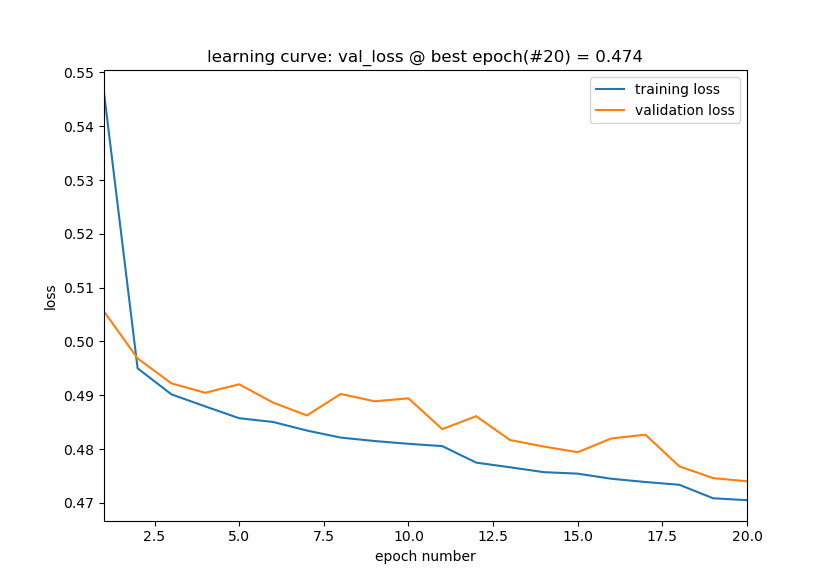 learning curve: val_loss @ best epoch(#20) = 0.474
training loss
validation loss
0.55
0.54
0.53
0.52
0.51
0.50
0.49
0.48
0.47
loss
2.5 5.0 7.5 10.0 12.5 15.0 17.5 20.0
epoch number